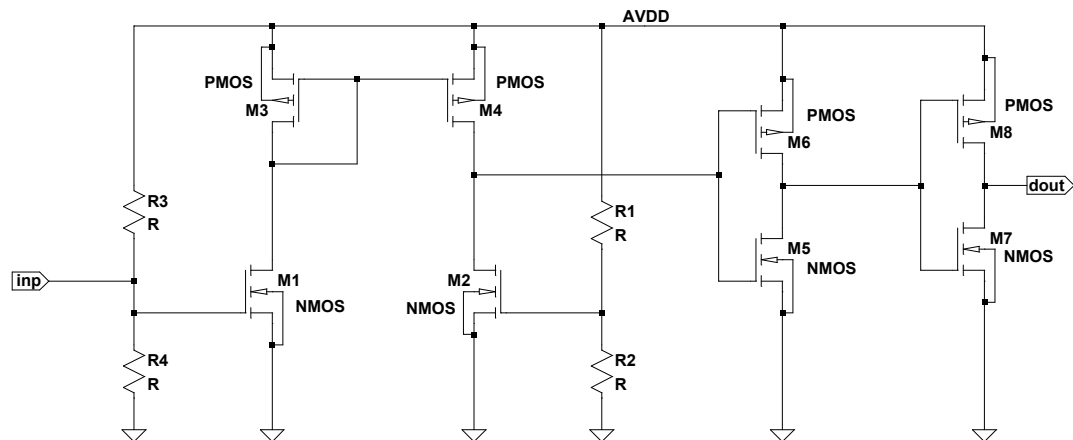 AVDD
PMOS
M3
PMOS
M4
PMOS
M6
PMOS
M8
R3
R
R1
R
dout
inp
M1
NMOS
M2
NMOS
M5
NMOS
M7
NMOS
R4
R
R2
R